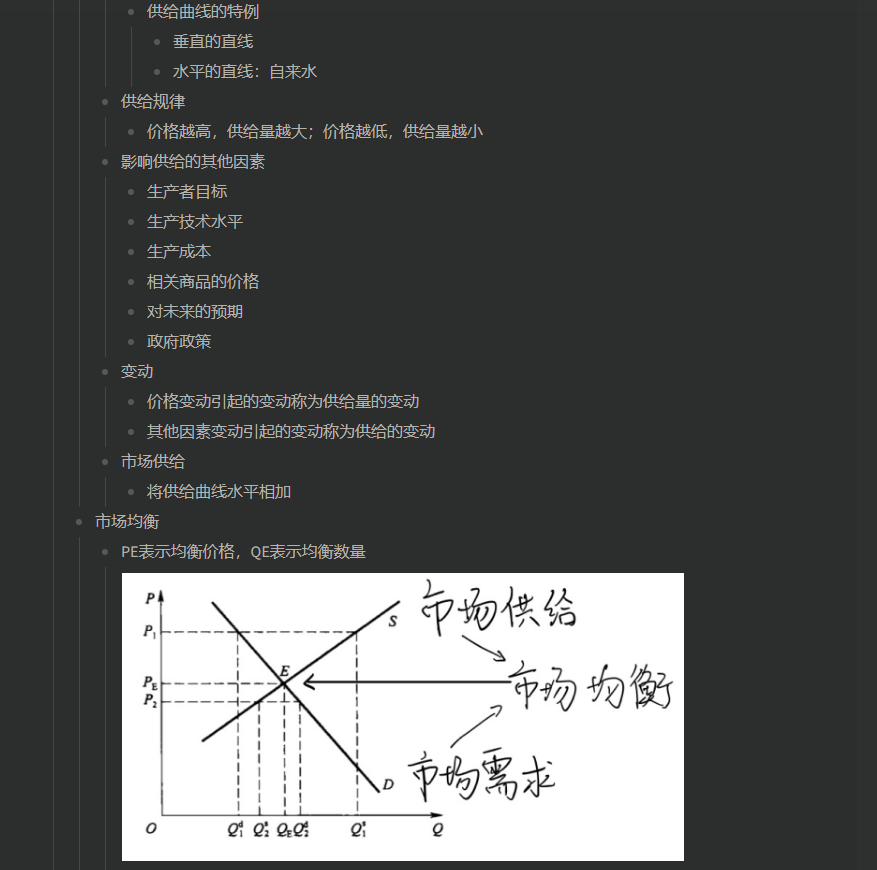 供给曲线的特例
垂直的直线
水平的直线：自来水
供给规律
价格越高，供给量越大；价格越低，供给量越小
影响供给的其他因素
生产者目标
生产技术水平
生产成本
相关商品的价格
对未来的预期
政府政策
变动
价格变动引起的变动称为供给量的变动
其他因素变动引起的变动称为供给的变动
市场供给
将供给曲线水平相加
市场均衡
PE表示均衡价格，QE表示均衡数量
P
S
市场供给
P₁
E
市场均衡
P_E
P₂
D
市场需求
O Q₁ᵈ Q₂ˢ Q_E Q₂ᵈ Q₁ˢ Q